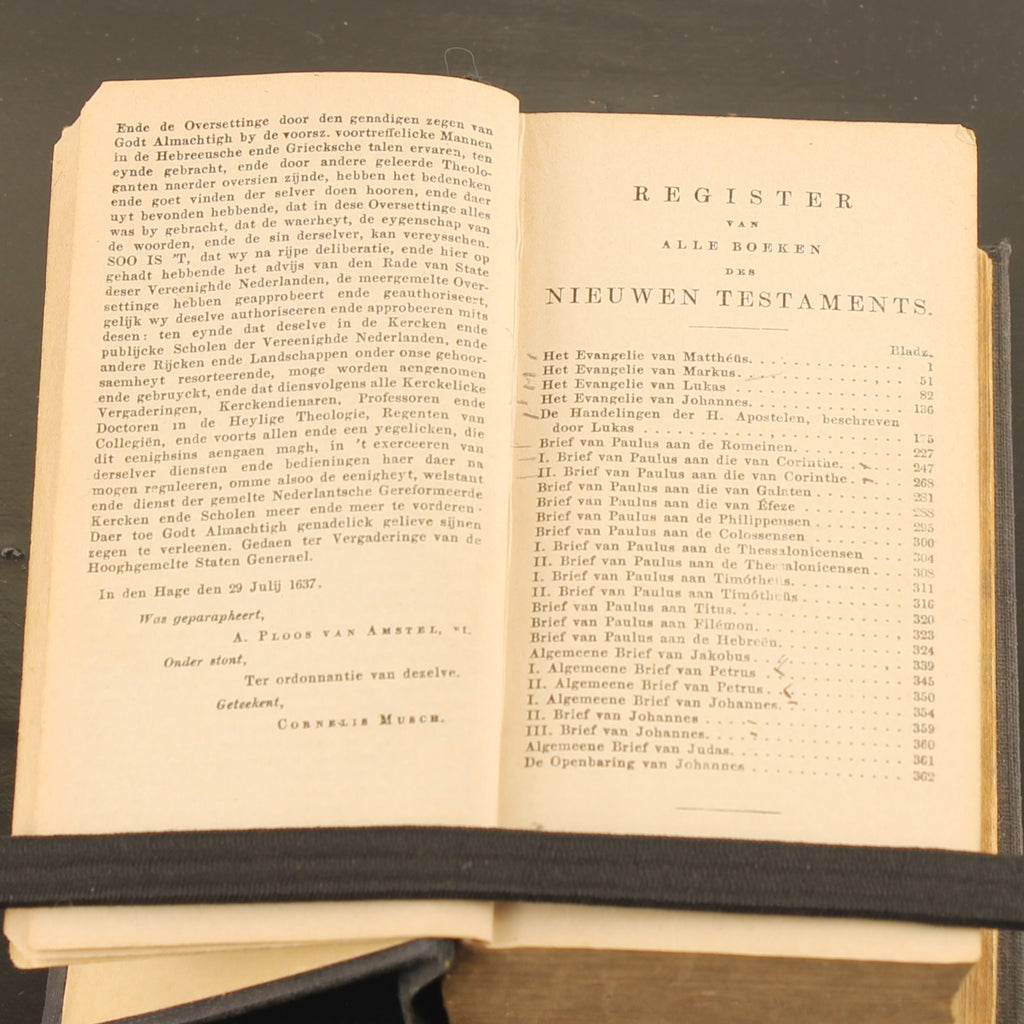 Ende de Oversettinge door den genadigen zegen van
Godt Almachtigh by de voorsz. voortreffelicke Mannen
in de Hebreeusche ende Griecksche talen ervaren, ten
eynde gebracht, ende door andere geleerde Theolo-
ganten naerder oversien zijnde, hebben het bedencken
ende goet vinden der selver doen hooren, ende daer
uyt bevonden hebbende, dat in dese Oversettinge alles
was by gebracht, dat de waerheyt, de eygenschap van
de woorden, ende de sin derselver, kan vereysschen.
SOO IS 'T, dat wy na rijpe deliberatie, ende hier op
gehadt hebbende het advijs van den Rade van State
deser Vereenighde Nederlanden, de meergemelte Over-
settinge hebben geapprobeert ende geauthoriseert,
gelijk wy deselve authoriseeren ende approbeeren mits
desen: ten eynde dat deselve in de Kercken ende
publijcke Scholen der Vereenighde Nederlanden, ende
andere Rijcken ende Landschappen onder onse gehoor-
saemheyt resorteerende, moge worden aengenomen
ende gebruyckt, ende dat diensvolgens alle Kerckelicke
Vergaderingen, Kerckendienaren, Professoren ende
Doctoren in de Heylige Theologie, Regenten van
Collegiën, ende voorts allen ende een yegelicken, die
dit eenighsins aengaen magh, in 't exerceeren van
derselver diensten ende bedieningen haer daer na
mogen reguleeren, omme alsoo de eenigheyt, welstant
ende dienst der gemelte Nederlantsche Gereformeerde
Kercken ende Scholen meer ende meer te vorderen.
Daer toe Godt Almachtigh genadelick gelieve sijnen
zegen te verleenen. Gedaen ter Vergaderinge van de
Hooghgemelte Staten Generael.
In den Hage den 29 Julij 1637.
Was geparapheert,
A. PLOOS VAN AMSTEL, vt.
Onder stont,
Ter ordonnantie van dezelve.
Geteekent,
CORNELIS MUSCH.
REGISTER
VAN
ALLE BOEKEN
DES
NIEUWEN TESTAMENTS.
Bladz.
Het Evangelie van Matthéüs. . . . . . . . . . . 1
Het Evangelie van Markus. . . . . . . . . . . 51
Het Evangelie van Lukas . . . . . . . . . . . 82
Het Evangelie van Johannes. . . . . . . . . . . 136
De Handelingen der H. Apostelen, beschreven
door Lukas . . . . . . . . . . . 175
Brief van Paulus aan de Romeinen. . . . . . . . 227
I. Brief van Paulus aan die van Corinthe. . . . . 247
II. Brief van Paulus aan die van Corinthe . . . . 268
Brief van Paulus aan die van Galaten . . . . . . 281
Brief van Paulus aan die van Éfeze . . . . . . . 288
Brief van Paulus aan de Philippensen . . . . . . 295
Brief van Paulus aan de Colossensen . . . . . . 300
I. Brief van Paulus aan de Thessalonicensen . . . 304
II. Brief van Paulus aan de Thessalonicensen . . . 308
I. Brief van Paulus aan Timótheüs. . . . . . . . 311
II. Brief van Paulus aan Timótheüs . . . . . . . 316
Brief van Paulus aan Titus. . . . . . . . . . . 320
Brief van Paulus aan Filémon. . . . . . . . . . 323
Brief van Paulus aan de Hebreën. . . . . . . . . 324
Algemeene Brief van Jakobus . . . . . . . . . . 339
I. Algemeene Brief van Petrus . . . . . . . . . 345
II. Algemeene Brief van Petrus . . . . . . . . . 350
I. Algemeene Brief van Johannes. . . . . . . . . 354
II. Brief van Johannes . . . . . . . . . . . 359
III. Brief van Johannes. . . . . . . . . . . 360
Algemeene Brief van Judas. . . . . . . . . . . 361
De Openbaring van Johannes . . . . . . . . . . . 362